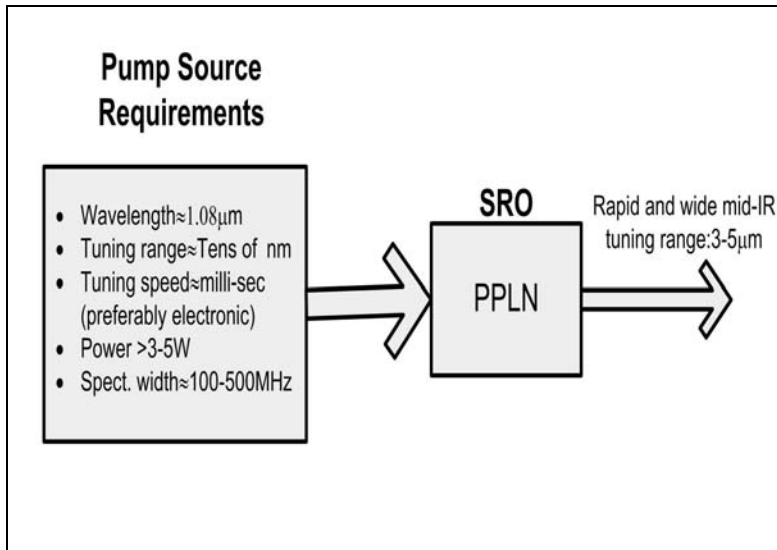 Pump Source
Requirements
• Wavelength≈1.08μm
• Tuning range≈Tens of nm
• Tuning speed≈milli-sec
(preferably electronic)
• Power >3-5W
• Spect. width≈100-500MHz
SRO
PPLN
Rapid and wide mid-IR
tuning range:3-5μm